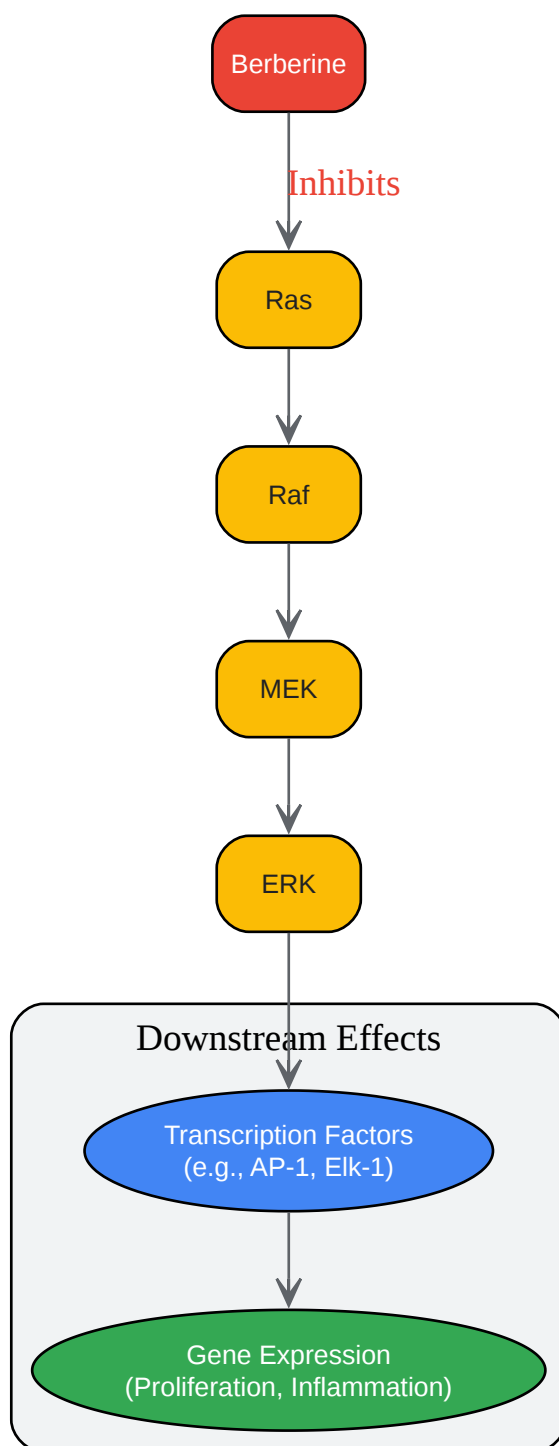 Berberine
Inhibits
Ras
Raf
MEK
ERK
Downstream Effects
Transcription Factors
(e.g., AP-1, Elk-1)
Gene Expression
(Proliferation, Inflammation)